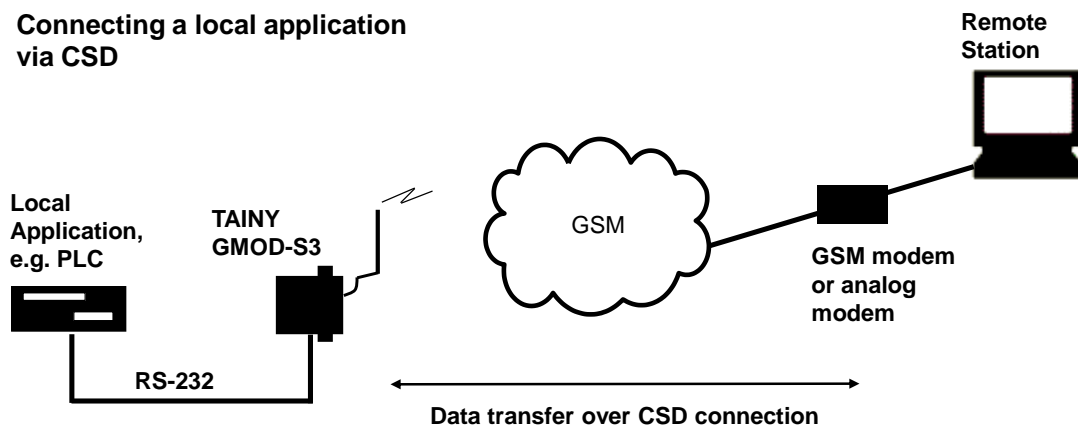 Connecting a local application
via CSD
Remote
Station
Local
Application,
e.g. PLC
TAINY
GMOD-S3
GSM
GSM modem
or analog
modem
RS-232
Data transfer over CSD connection